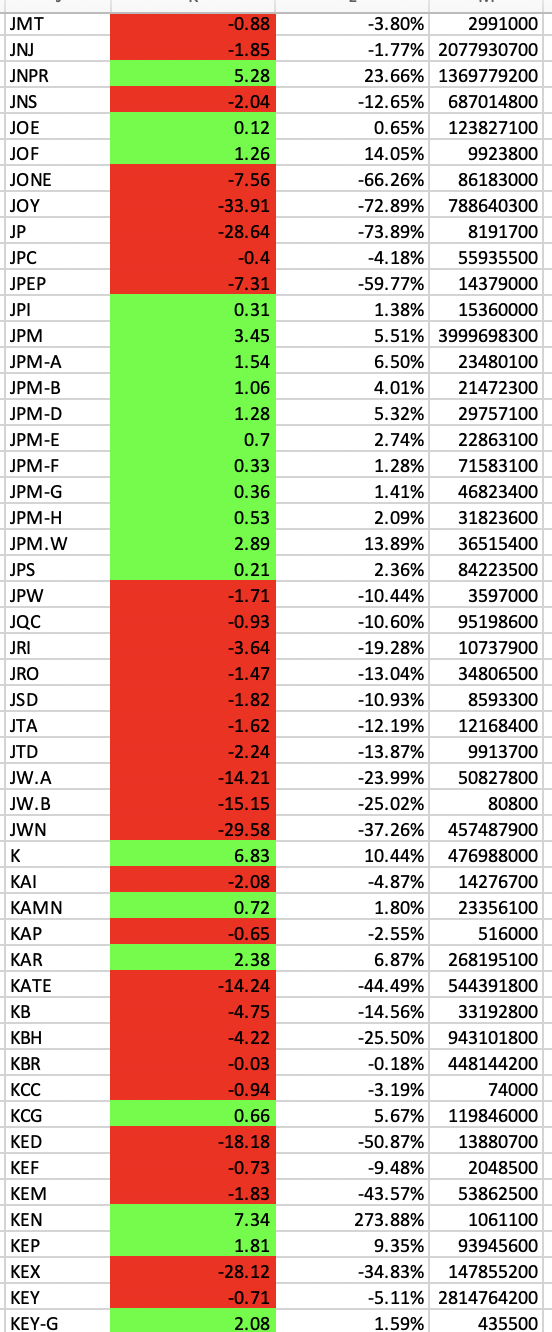 JMT -0.88 -3.80% 2991000
JNJ -1.85 -1.77% 2077930700
JNPR 5.28 23.66% 1369779200
JNS -2.04 -12.65% 687014800
JOE 0.12 0.65% 123827100
JOF 1.26 14.05% 9923800
JONE -7.56 -66.26% 86183000
JOY -33.91 -72.89% 788640300
JP -28.64 -73.89% 8191700
JPC -0.4 -4.18% 55935500
JPEP -7.31 -59.77% 14379000
JPI 0.31 1.38% 15360000
JPM 3.45 5.51% 3999698300
JPM-A 1.54 6.50% 23480100
JPM-B 1.06 4.01% 21472300
JPM-D 1.28 5.32% 29757100
JPM-E 0.7 2.74% 22863100
JPM-F 0.33 1.28% 71583100
JPM-G 0.36 1.41% 46823400
JPM-H 0.53 2.09% 31823600
JPM.W 2.89 13.89% 36515400
JPS 0.21 2.36% 84223500
JPW -1.71 -10.44% 3597000
JQC -0.93 -10.60% 95198600
JRI -3.64 -19.28% 10737900
JRO -1.47 -13.04% 34806500
JSD -1.82 -10.93% 8593300
JTA -1.62 -12.19% 12168400
JTD -2.24 -13.87% 9913700
JW.A -14.21 -23.99% 50827800
JW.B -15.15 -25.02% 80800
JWN -29.58 -37.26% 457487900
K 6.83 10.44% 476988000
KAI -2.08 -4.87% 14276700
KAMN 0.72 1.80% 23356100
KAP -0.65 -2.55% 516000
KAR 2.38 6.87% 268195100
KATE -14.24 -44.49% 544391800
KB -4.75 -14.56% 33192800
KBH -4.22 -25.50% 943101800
KBR -0.03 -0.18% 448144200
KCC -0.94 -3.19% 74000
KCG 0.66 5.67% 119846000
KED -18.18 -50.87% 13880700
KEF -0.73 -9.48% 2048500
KEM -1.83 -43.57% 53862500
KEN 7.34 273.88% 1061100
KEP 1.81 9.35% 93945600
KEX -28.12 -34.83% 147855200
KEY -0.71 -5.11% 2814764200
KEY-G 2.08 1.59% 435500